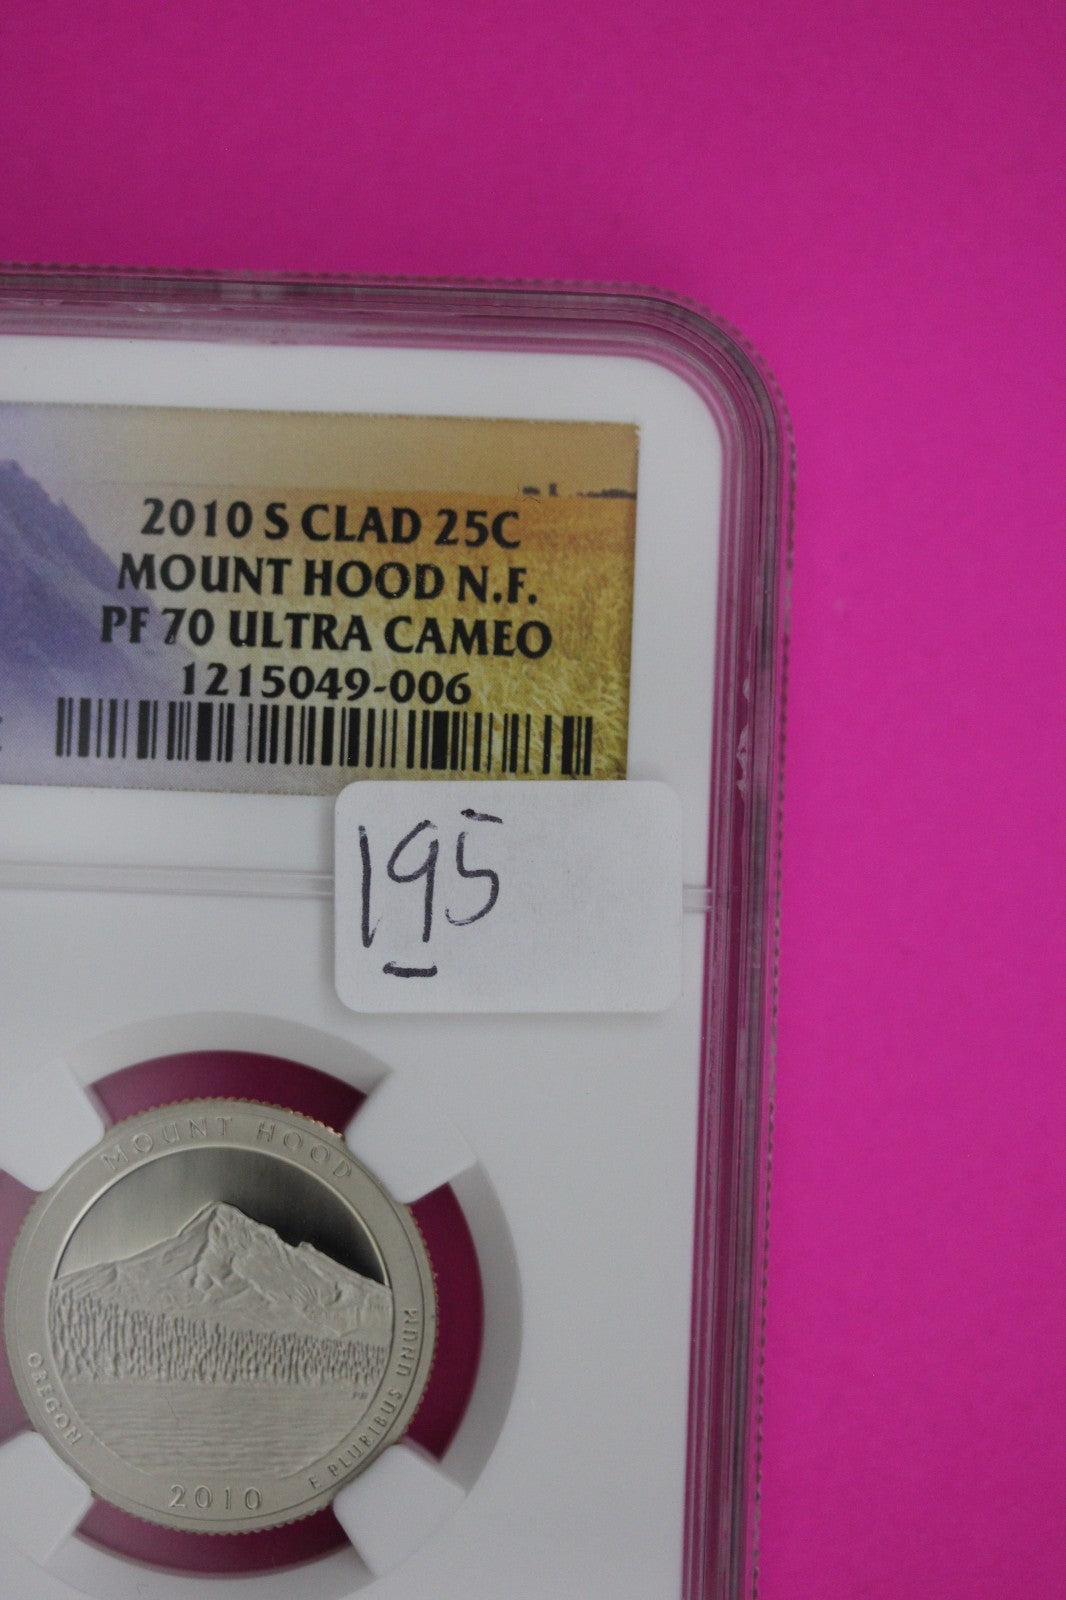 2010 S CLAD 25C
MOUNT HOOD N.F.
PF 70 ULTRA CAMEO
1215049-006
195
MOUNT HOOD
OREGON
2010
E PLURIBUS UNUM